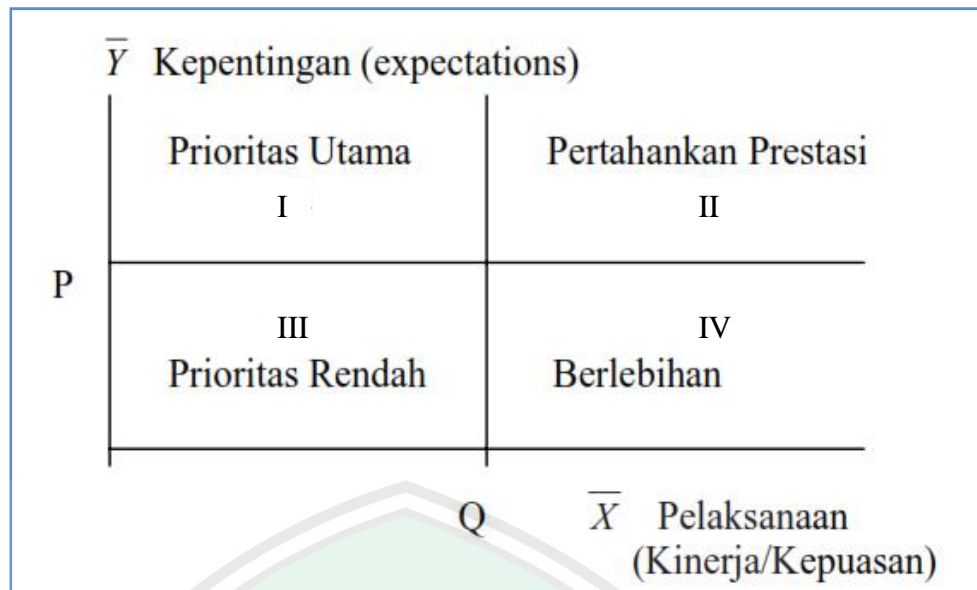 Y Kepentingan (expectations)
Prioritas Utama
Pertahankan Prestasi
I
II
P
III
IV
Prioritas Rendah
Berlebihan
Q
X Pelaksanaan
(Kinerja/Kepuasan)